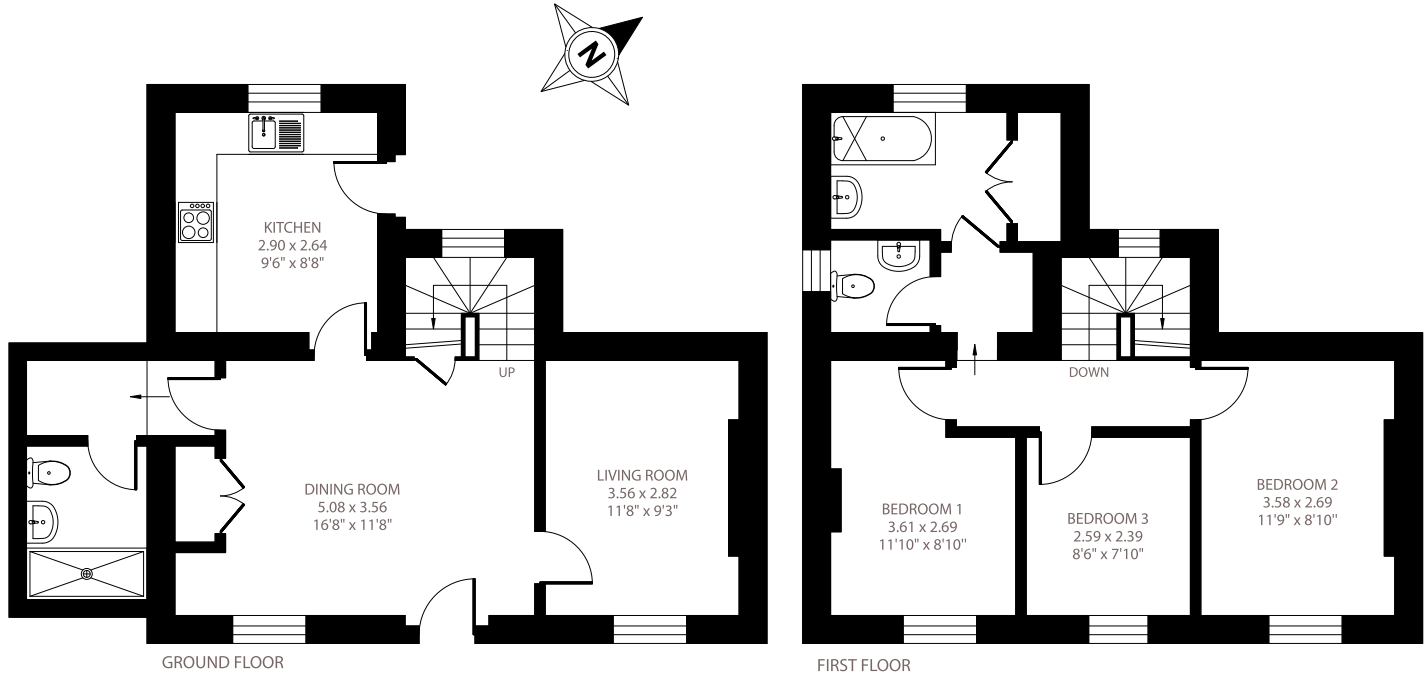 N
KITCHEN
2.90 x 2.64
9'6" x 8'8"
UP
DINING ROOM
5.08 x 3.56
16'8" x 11'8"
LIVING ROOM
3.56 x 2.82
11'8" x 9'3"
GROUND FLOOR
DOWN
BEDROOM 1
3.61 x 2.69
11'10" x 8'10"
BEDROOM 3
2.59 x 2.39
8'6" x 7'10"
BEDROOM 2
3.58 x 2.69
11'9" x 8'10"
FIRST FLOOR